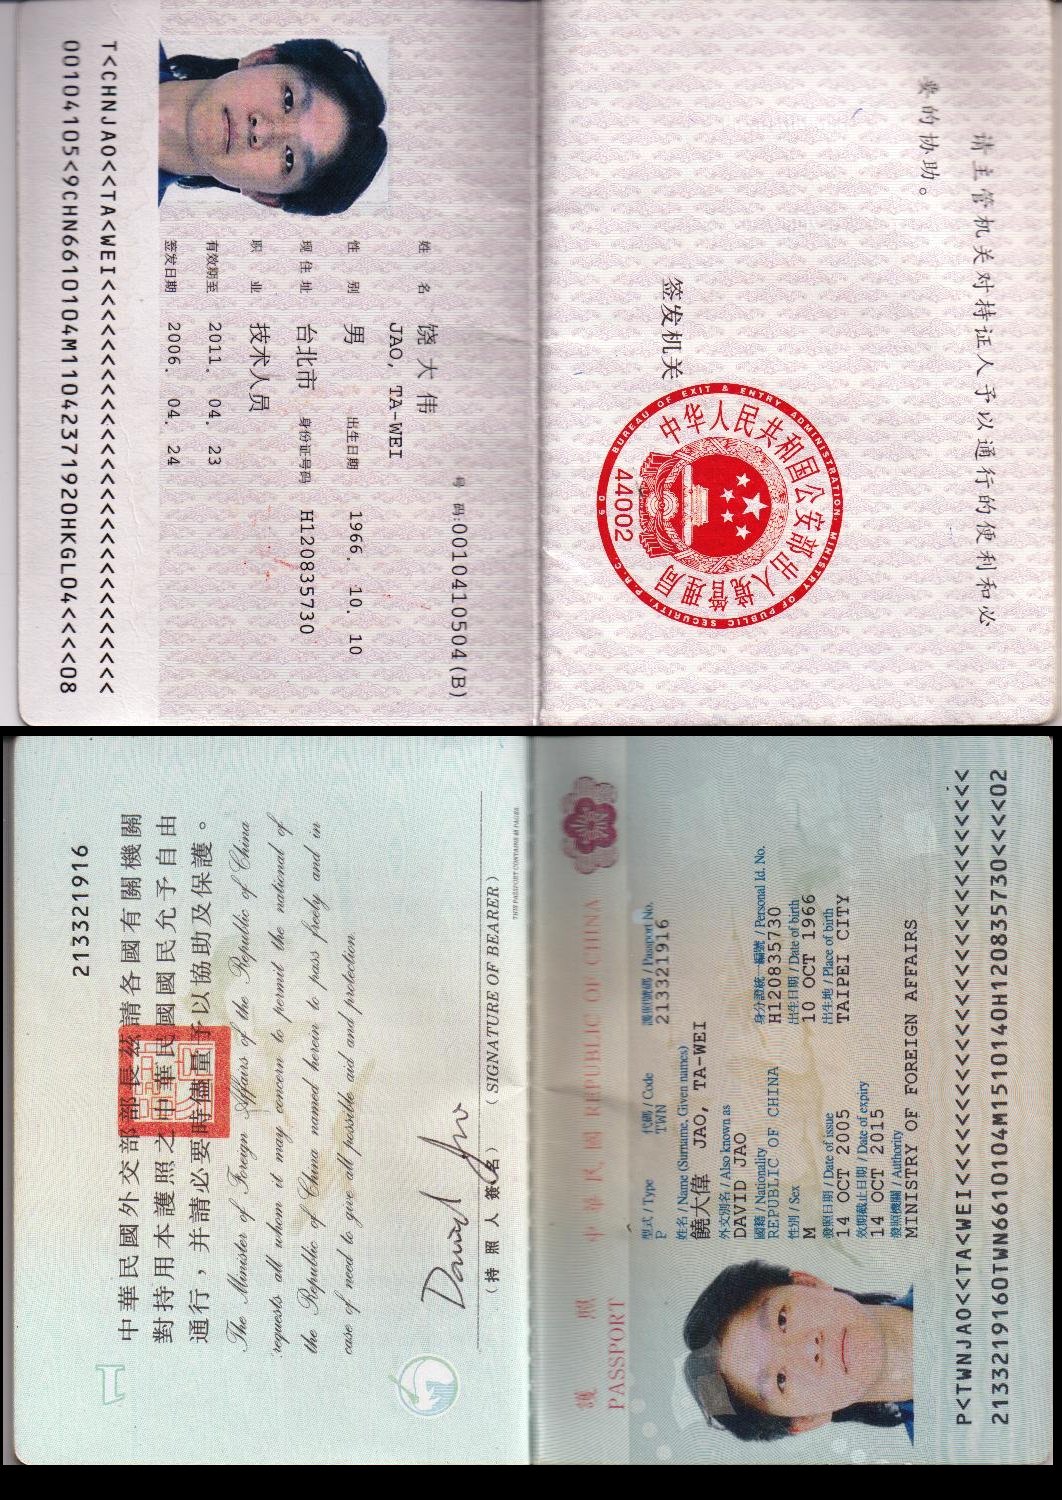 请主管机关对持证人予以通行的便利和必
要的协助。
签发机关
中华人民共和国公安部出入境管理局
BUREAU OF EXIT & ENTRY ADMINISTRATION, MINISTRY OF PUBLIC SECURITY, P.R.C.
44002
号 码:0010410504(B)
姓 名 饶大伟
JAO, TA-WEI
性 别 男 出生日期 1966. 10. 10
现住址 台北市 身份证号码 H120835730
职 业 技术人员
有效期至 2011. 04. 23
签发日期 2006. 04. 24
T<CHNJAO<<TA<WEI<<<<<<<<<<<<<<<<<<<<<<<<<<<<
00104105<9CHN6610104M11042371920HKGL04<<<<08
213321916
中華民國外交部部長茲請各國有關機關
對持用本護照之中華民國國民允予自由
通行，并請必要時儘量予以協助及保護。
The Minister of Foreign Affairs of the Republic of China
requests all whom it may concern to permit the national of
the Republic of China named herein to pass freely and in
case of need to give all possible aid and protection.
David Jao
(持照人簽名) (SIGNATURE OF BEARER)
1
護 照 中華民國 REPUBLIC OF CHINA
PASSPORT
型式 / Type 代碼 / Code 護照號碼 / Passport No.
P TWN 213321916
姓名 / Name (Surname, Given names)
饒大偉 JAO, TA-WEI
外文別名 / Also known as
DAVID JAO
國籍 / Nationality 身分證統一編號 / Personal Id. No.
REPUBLIC OF CHINA H120835730
性別 / Sex 出生日期 / Date of birth
M 10 OCT 1966
發照日期 / Date of issue 出生地 / Place of birth
14 OCT 2005 TAIPEI CITY
效期截止日期 / Date of expiry
14 OCT 2015
發照機關 / Authority
MINISTRY OF FOREIGN AFFAIRS
P<TWNJAO<<TA<WEI<<<<<<<<<<<<<<<<<<<<<<<<<<<<
2133219160TWN6610104M1510140H120835730<<<<02